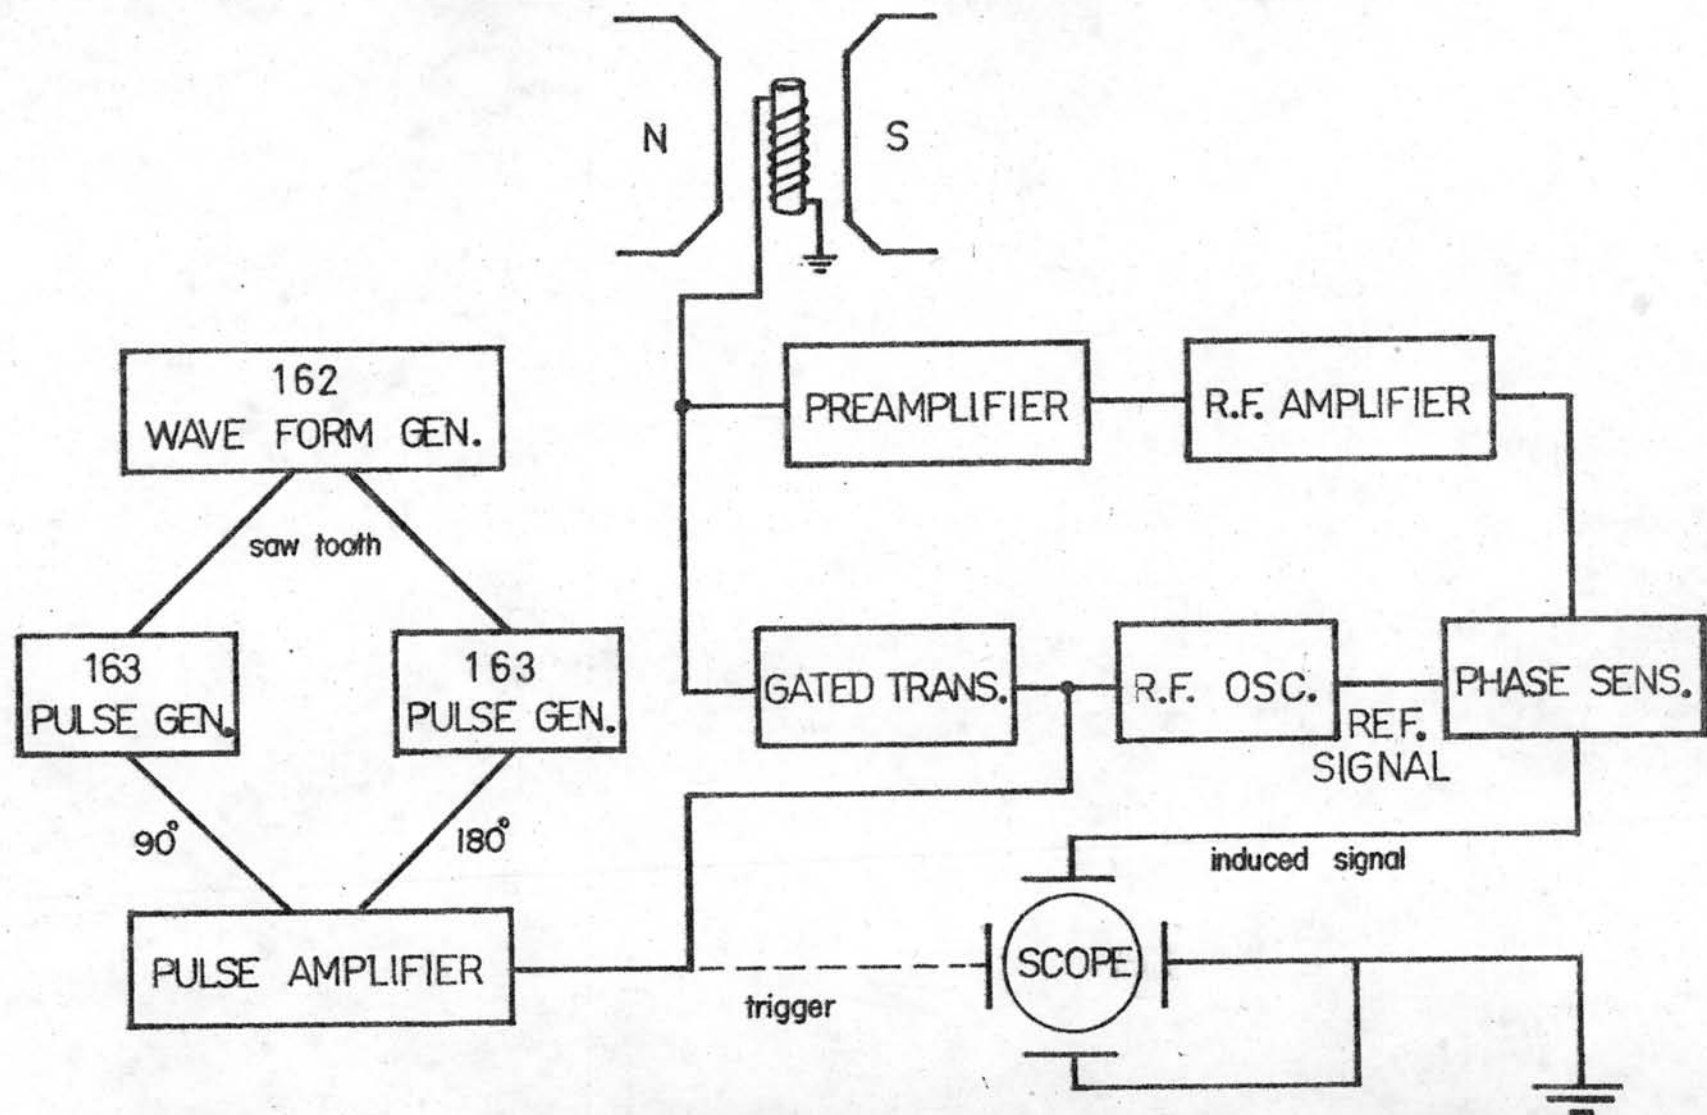 N
S
162
WAVE FORM GEN.
PREAMPLIFIER
R.F. AMPLIFIER
saw tooth
163
PULSE GEN.
163
PULSE GEN.
GATED TRANS.
R.F. OSC.
PHASE SENS.
REF.
SIGNAL
90°
180°
induced signal
PULSE AMPLIFIER
trigger
SCOPE